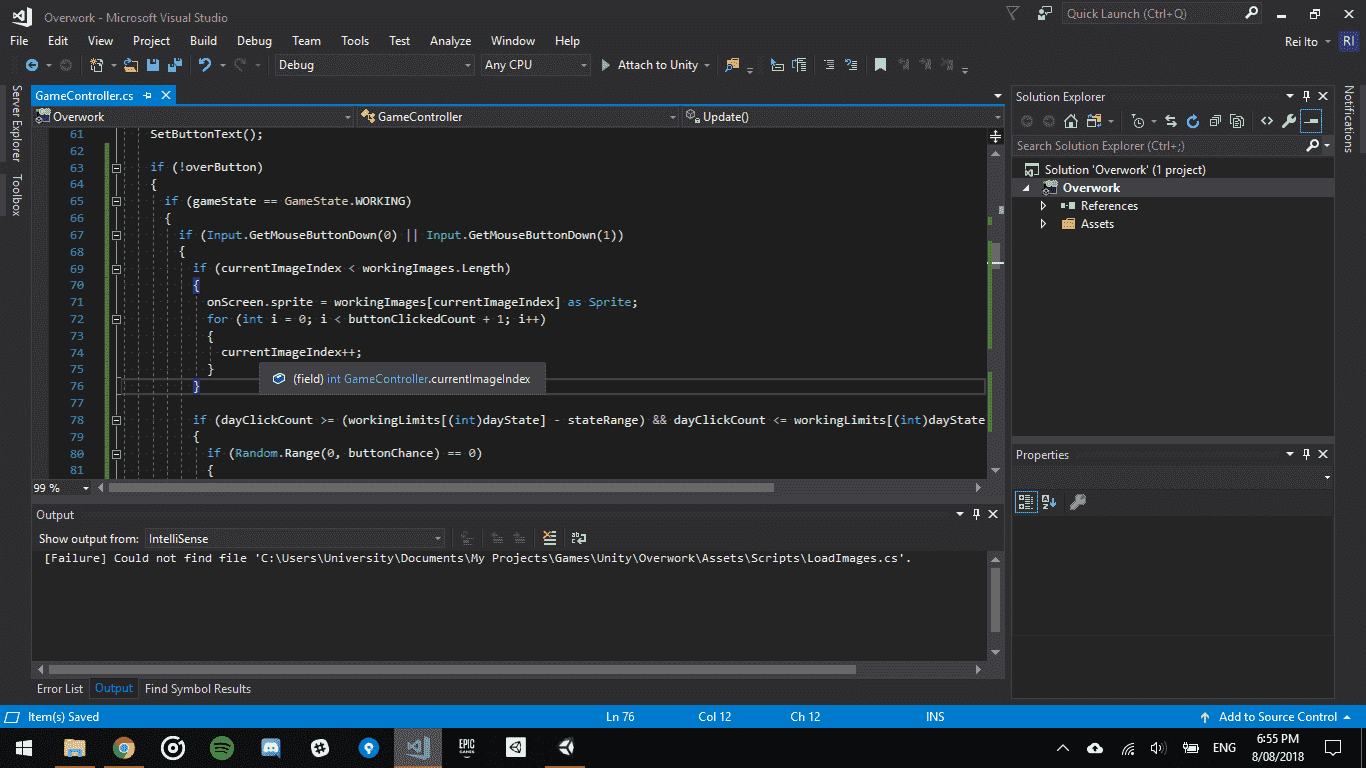 Overwork - Microsoft Visual Studio
Quick Launch (Ctrl+Q)
File Edit View Project Build Debug Team Tools Test Analyze Window Help
Rei Ito RI
Debug Any CPU Attach to Unity
Server Explorer
Toolbox
Notifications
GameController.cs
Overwork GameController Update()
61 SetButtonText();
62
63 if (!overButton)
64 {
65 if (gameState == GameState.WORKING)
66 {
67 if (Input.GetMouseButtonDown(0) || Input.GetMouseButtonDown(1))
68 {
69 if (currentImageIndex < workingImages.Length)
70 {
71 onScreen.sprite = workingImages[currentImageIndex] as Sprite;
72 for (int i = 0; i < buttonClickedCount + 1; i++)
73 {
74 currentImageIndex++;
75 }
(field) int GameController.currentImageIndex
76 }
77
78 if (dayClickCount >= (workingLimits[(int)dayState] - stateRange) && dayClickCount <= workingLimits[(int)dayState
79 {
80 if (Random.Range(0, buttonChance) == 0)
81 {
99 %
Solution Explorer
Search Solution Explorer (Ctrl+;)
Solution 'Overwork' (1 project)
Overwork
References
Assets
Properties
Output
Show output from: IntelliSense
[Failure] Could not find file 'C:\Users\University\Documents\My Projects\Games\Unity\Overwork\Assets\Scripts\LoadImages.cs'.
Error List Output Find Symbol Results
Item(s) Saved Ln 76 Col 12 Ch 12 INS Add to Source Control
EPIC GAMES
ENG
6:55 PM
8/08/2018